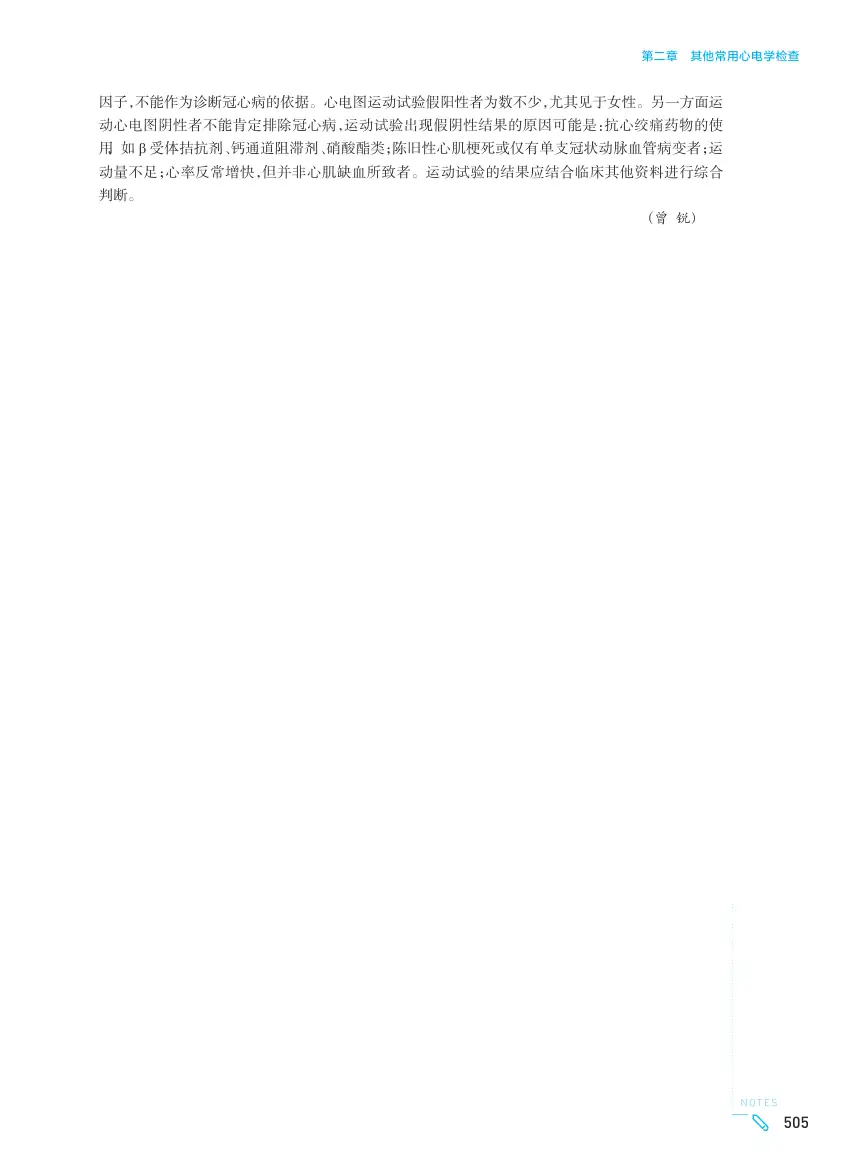 第二章　其他常用心电学检查
因子,不能作为诊断冠心病的依据。心电图运动试验假阳性者为数不少,尤其见于女性。另一方面运
动心电图阴性者不能肯定排除冠心病,运动试验出现假阴性结果的原因可能是:抗心绞痛药物的使
用 如β受体拮抗剂、钙通道阻滞剂、硝酸酯类;陈旧性心肌梗死或仅有单支冠状动脉血管病变者;运
动量不足;心率反常增快,但并非心肌缺血所致者。运动试验的结果应结合临床其他资料进行综合
判断。
（曾 锐）
NOTES
505